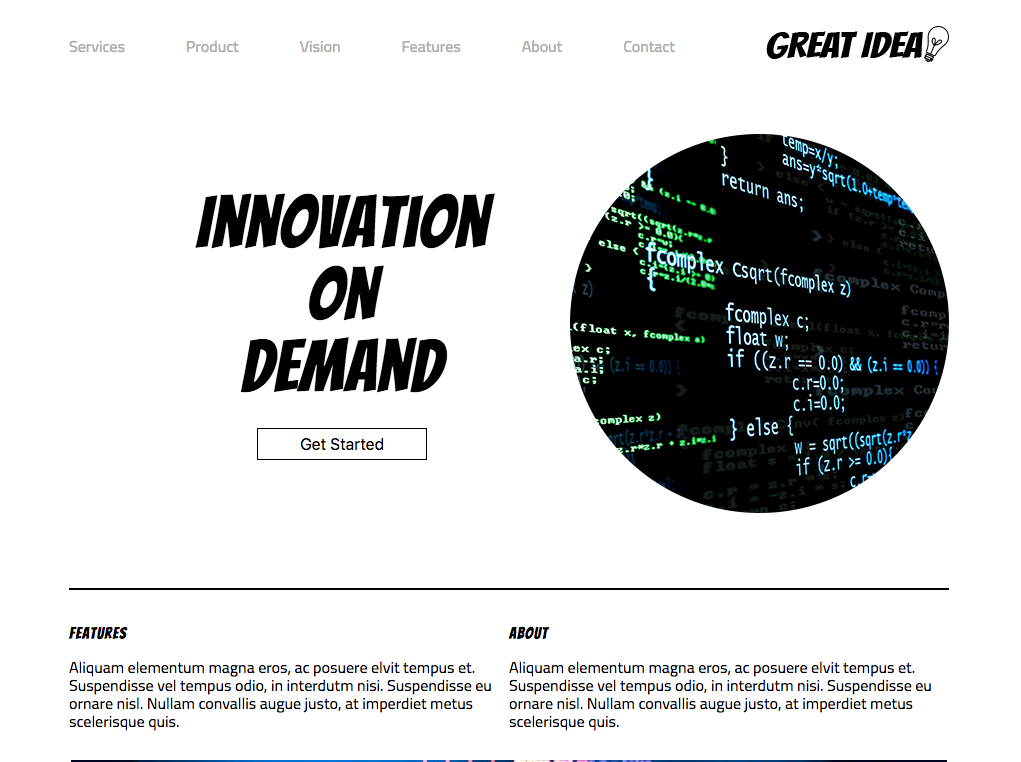 Services Product Vision Features About Contact GREAT IDEA
INNOVATION
ON
DEMAND
Get Started
temp=x/y;
} ans=y*sqrt(1.0+temp*te
return ans;
fcomplex Csqrt(fcomplex z)
{
fcomplex c;
float w;
if ((z.r == 0.0) && (z.i == 0.0)) {
c.r=0.0;
c.i=0.0;
} else {
w = sqrt((sqrt(z.r*z
if (z.r >= 0.0){
(float x, fcomplex a)
FEATURES
Aliquam elementum magna eros, ac posuere elvit tempus et.
Suspendisse vel tempus odio, in interdutm nisi. Suspendisse eu
ornare nisl. Nullam convallis augue justo, at imperdiet metus
scelerisque quis.
ABOUT
Aliquam elementum magna eros, ac posuere elvit tempus et.
Suspendisse vel tempus odio, in interdutm nisi. Suspendisse eu
ornare nisl. Nullam convallis augue justo, at imperdiet metus
scelerisque quis.